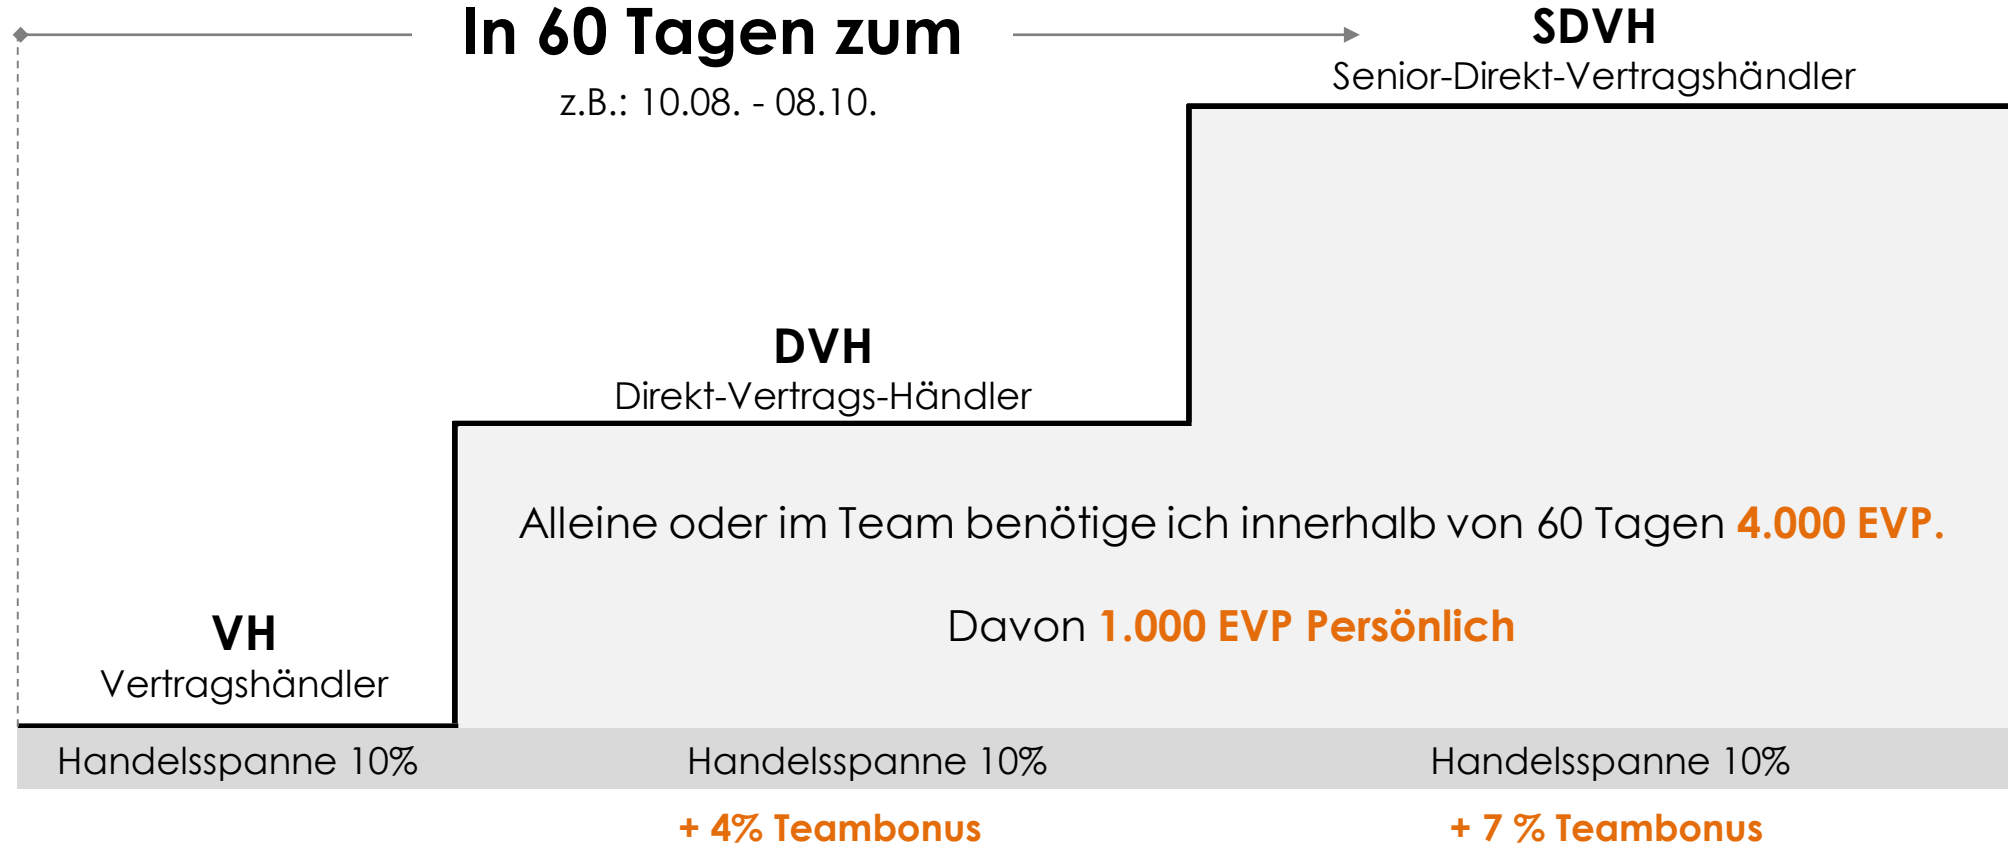 In 60 Tagen zum
z.B.: 10.08. - 08.10.
SDVH
Senior-Direkt-Vertragshändler
DVH
Direkt-Vertrags-Händler
Alleine oder im Team benötige ich innerhalb von 60 Tagen 4.000 EVP.
Davon 1.000 EVP Persönlich
VH
Vertragshändler
Handelsspanne 10%
Handelsspanne 10%
Handelsspanne 10%
+ 4% Teambonus
+ 7 % Teambonus